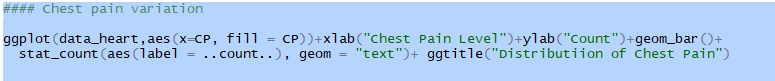 #### Chest pain variation
ggplot(data_heart,aes(x=CP, fill = CP))+xlab("Chest Pain Level")+ylab("Count")+geom_bar()+
stat_count(aes(label = ..count..), geom = "text")+ ggtitle("Distributiion of Chest Pain")